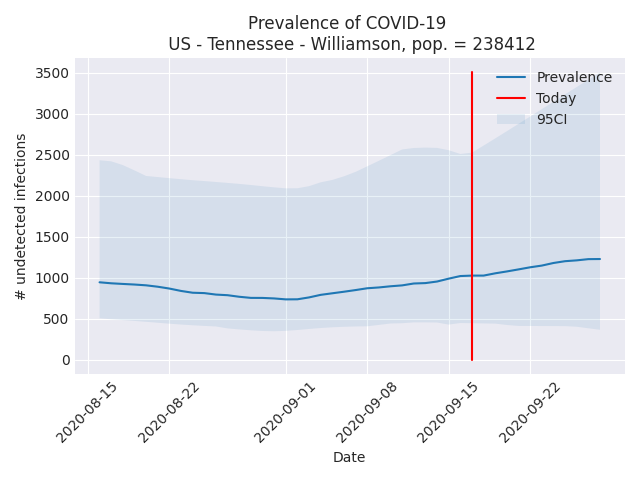 Prevalence of COVID-19
US - Tennessee - Williamson, pop. = 238412
3500
3000
2500
2000
1500
1000
500
0
# undetected infections
Prevalence
Today
95CI
2020-08-15
2020-08-22
2020-09-01
2020-09-08
2020-09-15
2020-09-22
Date